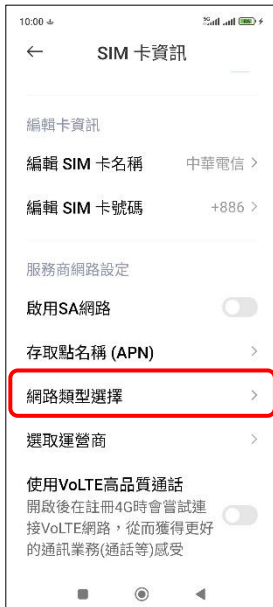 10:00
SIM 卡資訊
編輯卡資訊
編輯 SIM 卡名稱 中華電信
編輯 SIM 卡號碼 +886
服務商網路設定
啟用SA網路
存取點名稱 (APN)
網路類型選擇
選取運營商
使用VoLTE高品質通話
開啟後在註冊4G時會嘗試連
接VoLTE網路，從而獲得更好
的通訊業務(通話等)感受